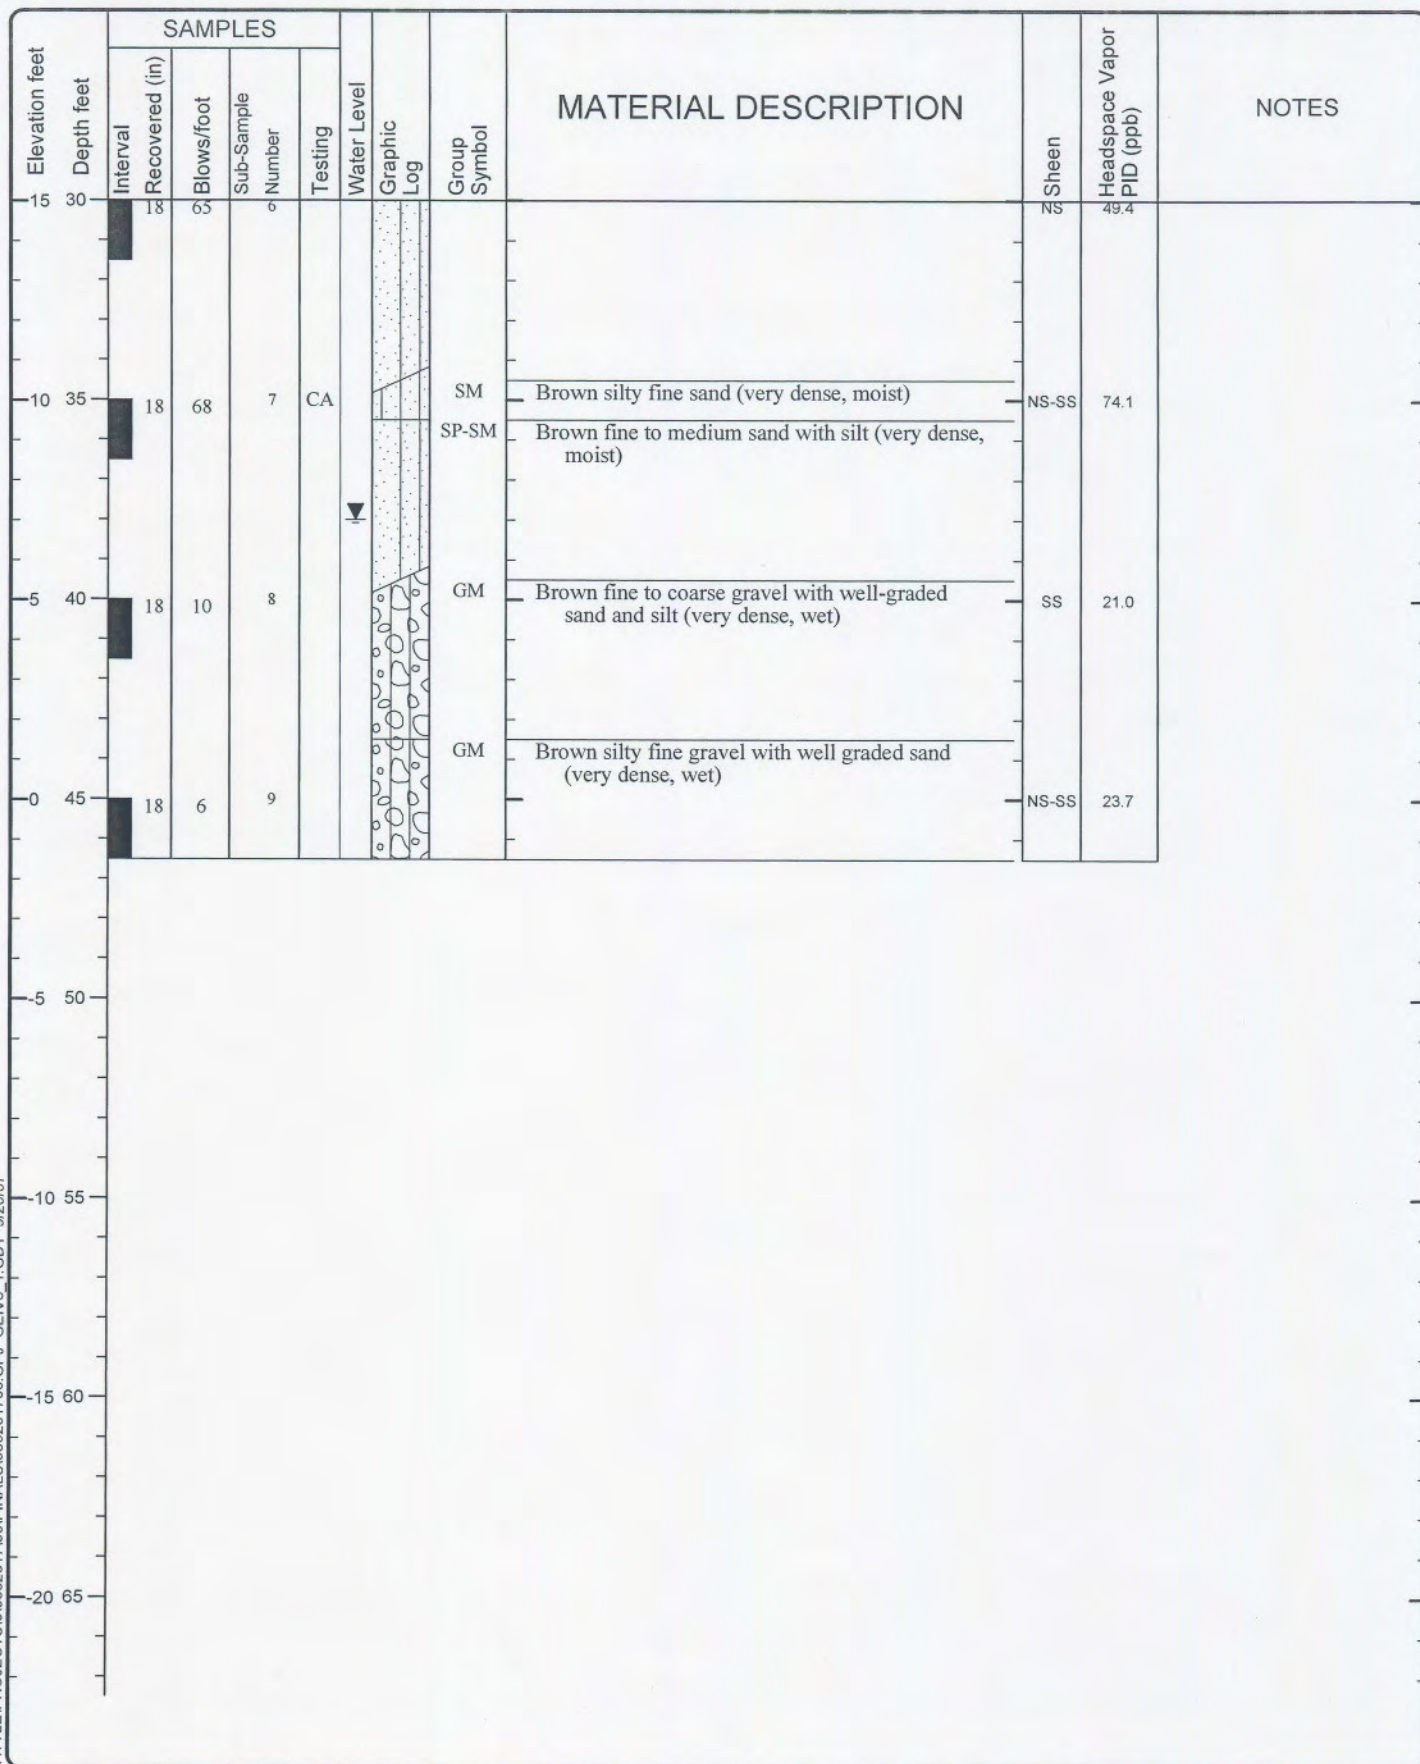 SAMPLES
Elevation feet
Depth feet
Interval
Recovered (in)
Blows/foot
Sub-Sample
Number
Testing
Water Level
Graphic
Log
Group
Symbol
MATERIAL DESCRIPTION
Sheen
Headspace Vapor
PID (ppb)
NOTES
15 30 18 65 6 NS 49.4
SM Brown silty fine sand (very dense, moist)
10 35 18 68 7 CA NS-SS 74.1
SP-SM Brown fine to medium sand with silt (very dense,
moist)
GM Brown fine to coarse gravel with well-graded
5 40 18 10 8 SS 21.0
sand and silt (very dense, wet)
GM Brown silty fine gravel with well graded sand
(very dense, wet)
0 45 18 6 9 NS-SS 23.7
-5 50
-10 55
-15 60
-20 65